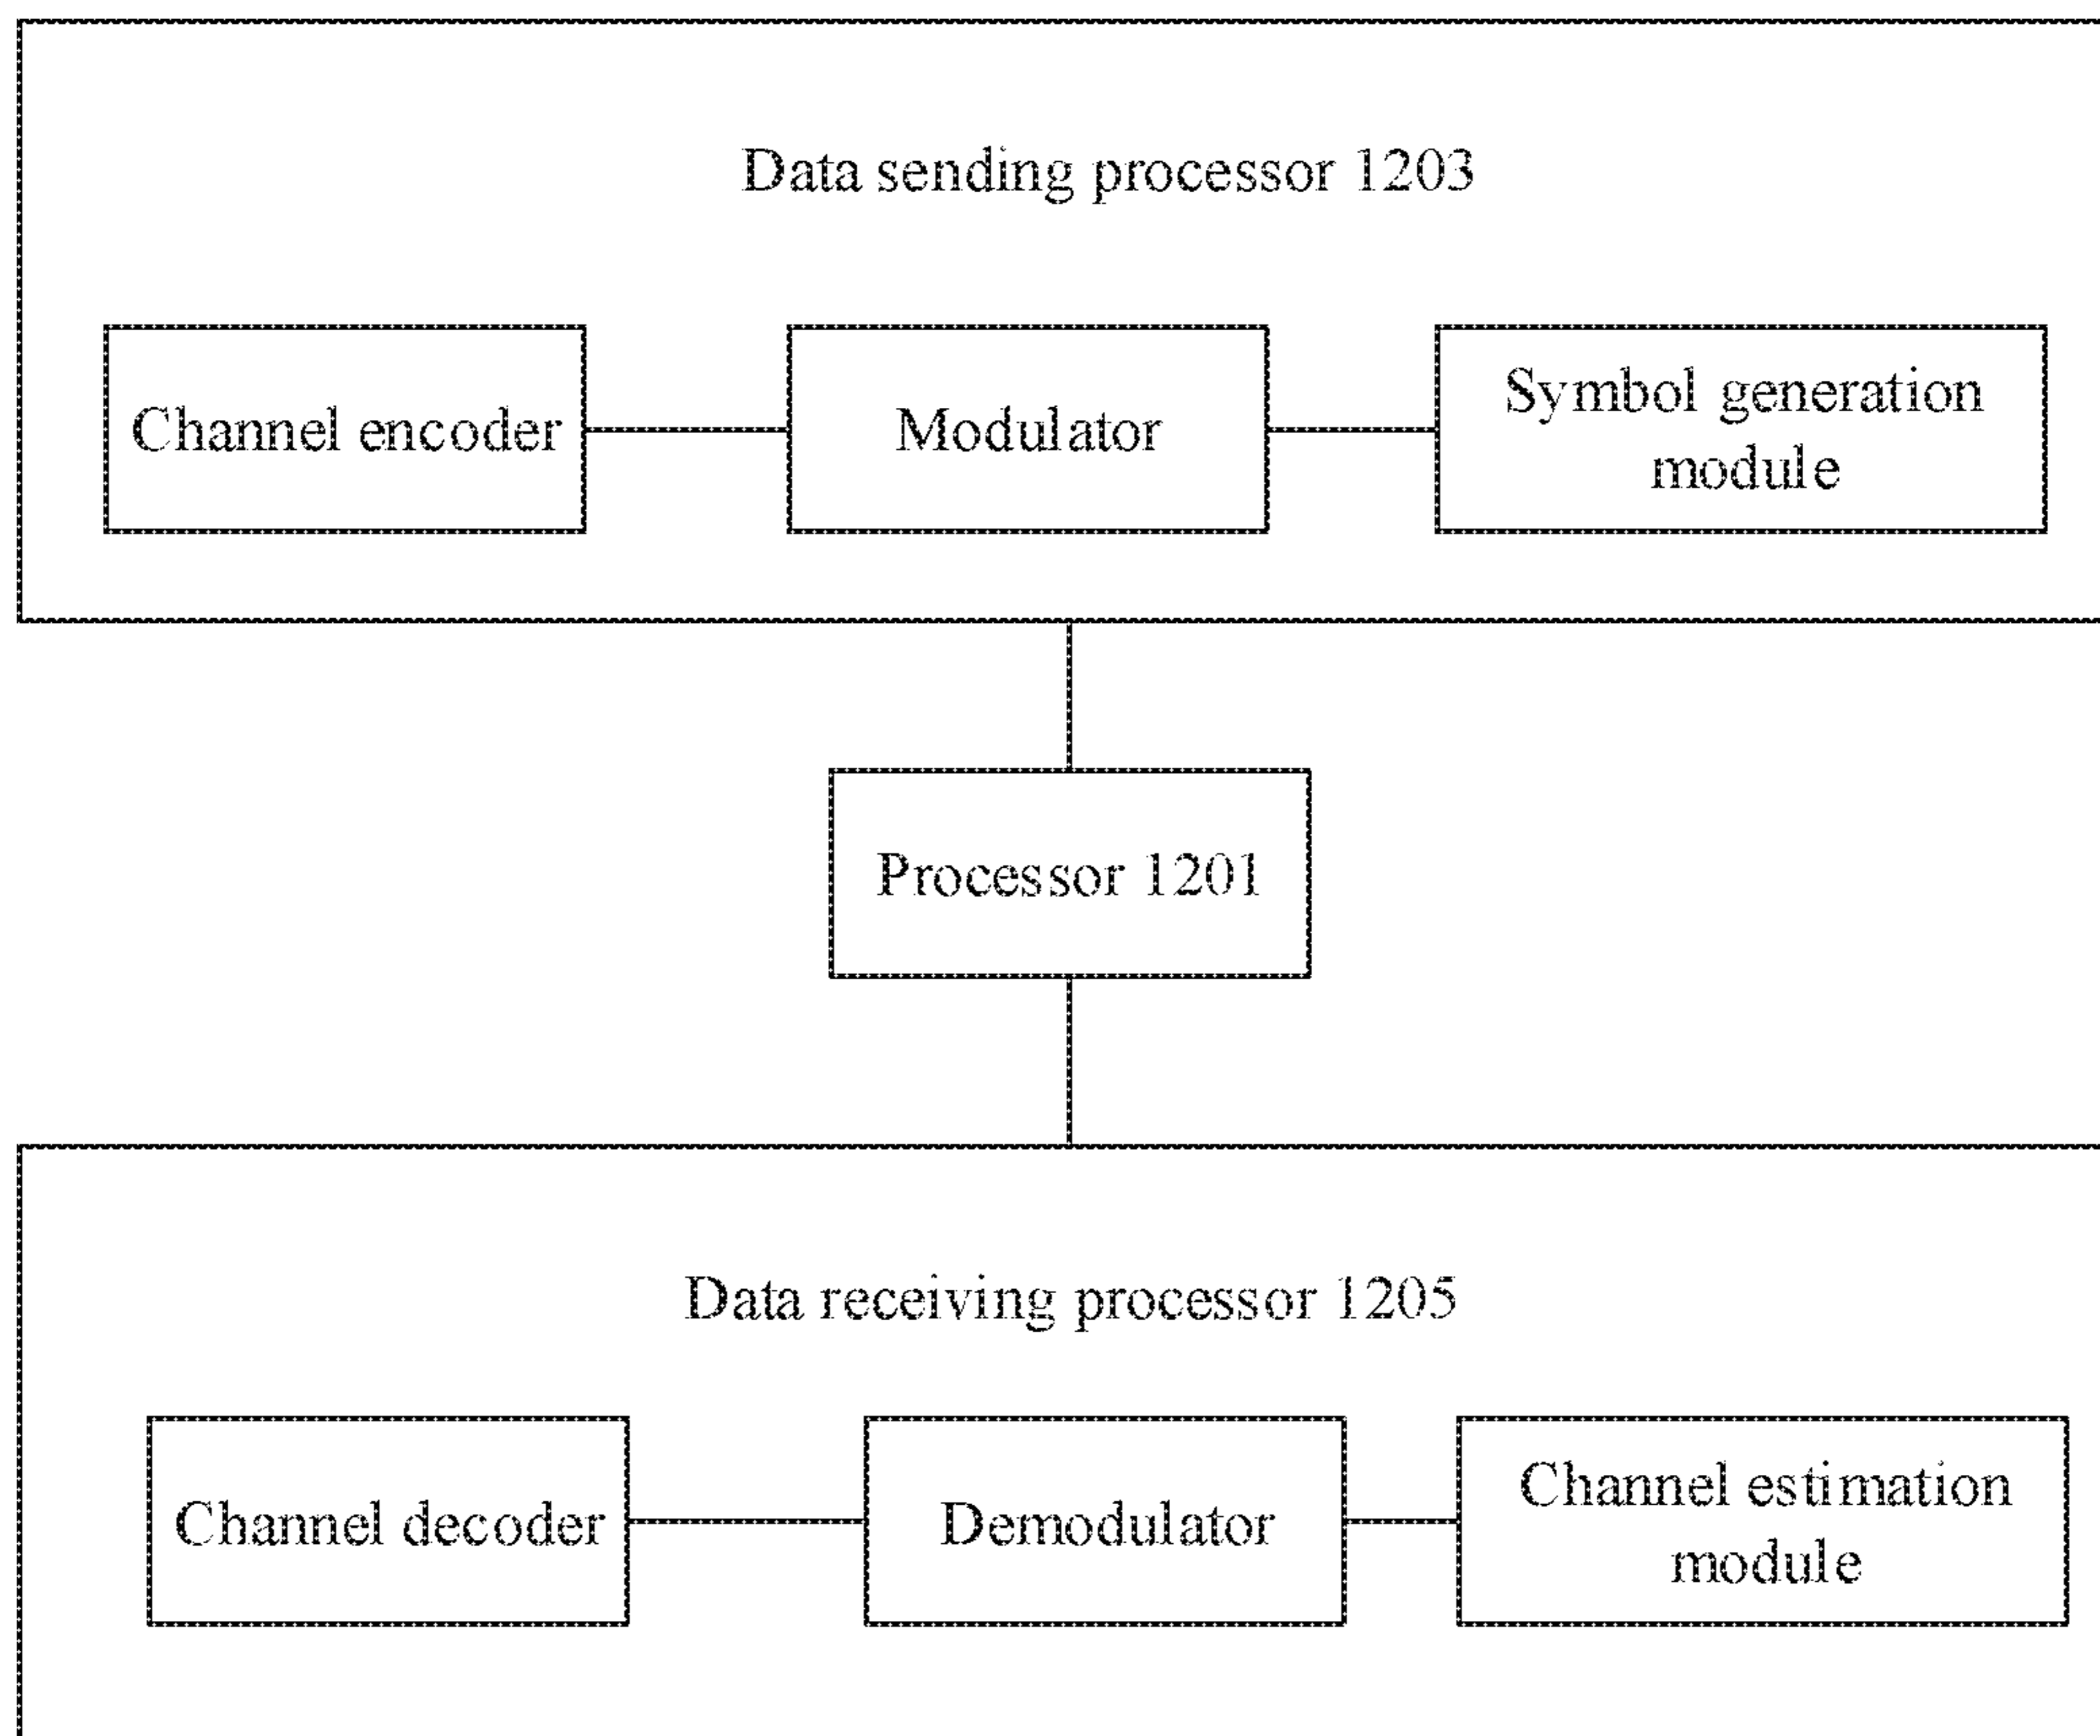 Data sending processor 1203
Channel encoder
Modulator
Symbol generation
module
Processor 1201
Data receiving processor 1205
Channel decoder
Demodulator
Channel estimation
module